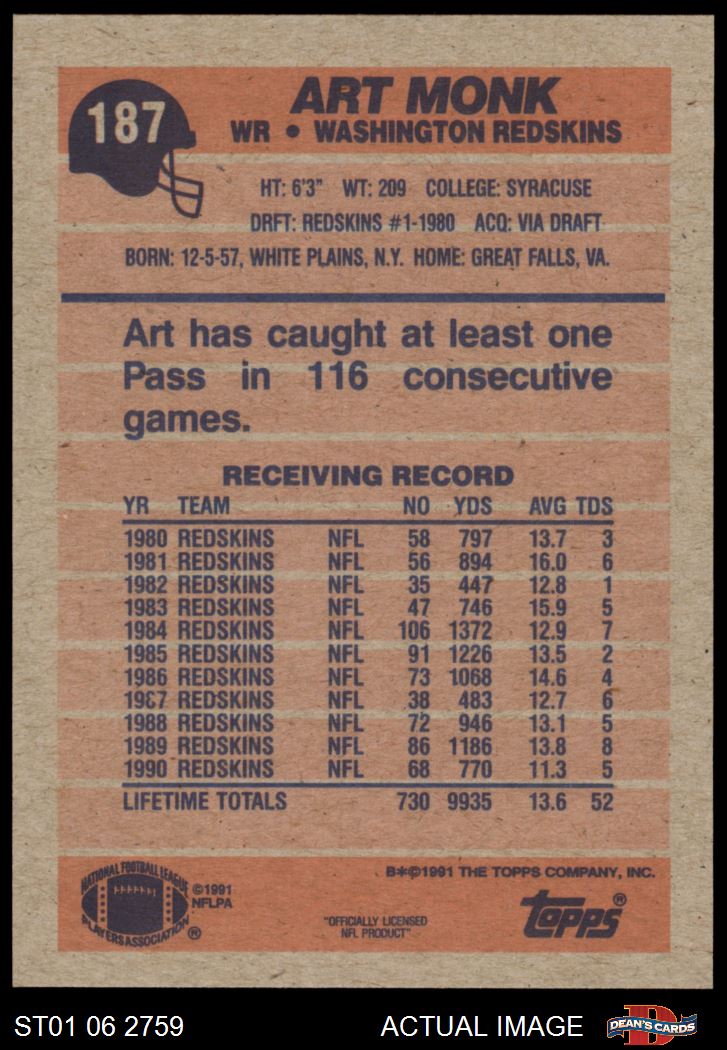 187
ART MONK
WR • WASHINGTON REDSKINS
HT: 6'3" WT: 209 COLLEGE: SYRACUSE
DRFT: REDSKINS #1-1980 ACQ: VIA DRAFT
BORN: 12-5-57, WHITE PLAINS, N.Y. HOME: GREAT FALLS, VA.
Art has caught at least one
Pass in 116 consecutive
games.
RECEIVING RECORD
YR TEAM NO YDS AVG TDS
1980 REDSKINS NFL 58 797 13.7 3
1981 REDSKINS NFL 56 894 16.0 6
1982 REDSKINS NFL 35 447 12.8 1
1983 REDSKINS NFL 47 746 15.9 5
1984 REDSKINS NFL 106 1372 12.9 7
1985 REDSKINS NFL 91 1226 13.5 2
1986 REDSKINS NFL 73 1068 14.6 4
1987 REDSKINS NFL 38 483 12.7 6
1988 REDSKINS NFL 72 946 13.1 5
1989 REDSKINS NFL 86 1186 13.8 8
1990 REDSKINS NFL 68 770 11.3 5
LIFETIME TOTALS 730 9935 13.6 52
B*©1991 THE TOPPS COMPANY, INC.
NATIONAL FOOTBALL LEAGUE
PLAYERS ASSOCIATION ®
©1991
NFLPA
"OFFICIALLY LICENSED
NFL PRODUCT"
topps®
ST01 06 2759 ACTUAL IMAGE
D
DEAN'S CARDS